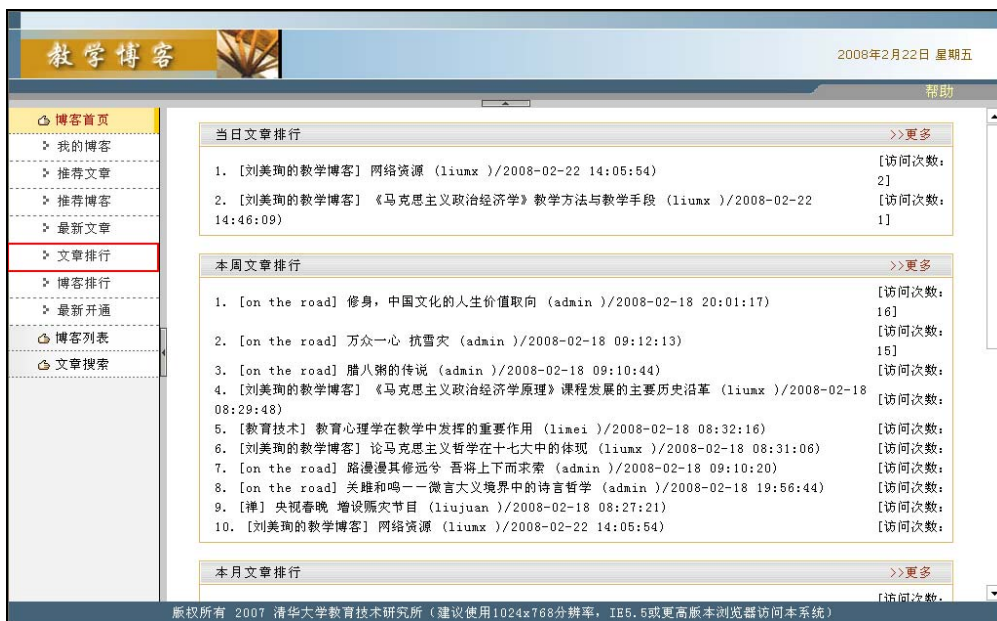 教学博客
2008年2月22日 星期五
帮助
博客首页
我的博客
推荐文章
推荐博客
最新文章
文章排行
博客排行
最新开通
博客列表
文章搜索
当日文章排行 >>更多
1. [刘美珣的教学博客] 网络资源 (liumx )/2008-02-22 14:05:54) [访问次数:
2]
2. [刘美珣的教学博客] 《马克思主义政治经济学》教学方法与教学手段 (liumx )/2008-02-22 [访问次数:
14:46:09) 1]
本周文章排行 >>更多
1. [on the road] 修身，中国文化的人生价值取向 (admin )/2008-02-18 20:01:17) [访问次数:
16]
2. [on the road] 万众一心 抗雪灾 (admin )/2008-02-18 09:12:13) [访问次数:
15]
3. [on the road] 腊八粥的传说 (admin )/2008-02-18 09:10:44) [访问次数:
4. [刘美珣的教学博客] 《马克思主义政治经济学原理》课程发展的主要历史沿革 (liumx )/2008-02-18
08:29:48) [访问次数:
5. [教育技术] 教育心理学在教学中发挥的重要作用 (limei )/2008-02-18 08:32:16) [访问次数:
6. [刘美珣的教学博客] 论马克思主义哲学在十七大中的体现 (liumx )/2008-02-18 08:31:06) [访问次数:
7. [on the road] 路漫漫其修远兮 吾将上下而求索 (admin )/2008-02-18 09:10:20) [访问次数:
8. [on the road] 关雎和鸣——微言大义境界中的诗言哲学 (admin )/2008-02-18 19:56:44) [访问次数:
9. [禅] 央视春晚 增设赈灾节目 (liujuan )/2008-02-18 08:27:21) [访问次数:
10. [刘美珣的教学博客] 网络资源 (liumx )/2008-02-22 14:05:54) [访问次数:
本月文章排行 >>更多
[访问次数:
版权所有 2007 清华大学教育技术研究所（建议使用1024x768分辨率，IE5.5或更高版本浏览器访问本系统）